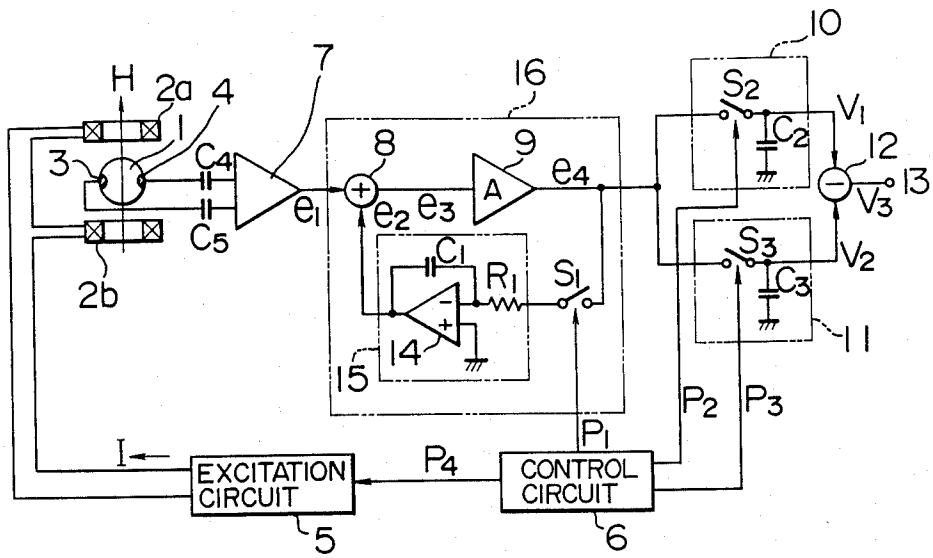 10
7
16
H
2a
4
S2
V1
1
C4
8
9
C2
12
3
+
A
e4
−
13
e1
e2
e3
V3
C5
C1
S3
V2
2b
R1
S1
C3
−
+
14
15
11
P2
P3
I
P1
P4
EXCITATION
CIRCUIT
CONTROL
CIRCUIT
5
6